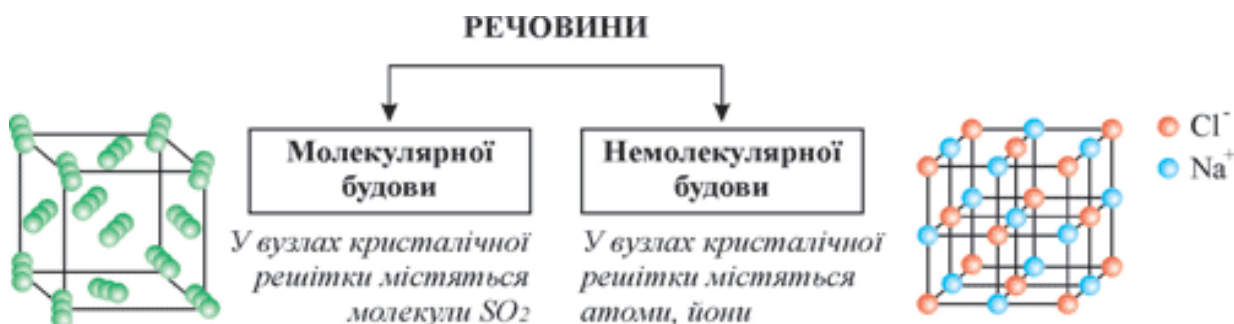 РЕЧОВИНИ
Молекулярної
будови
Немолекулярної
будови
У вузлах кристалічної
решітки містяться
молекули SO₂
У вузлах кристалічної
решітки містяться
атоми, йони
Cl⁻
Na⁺